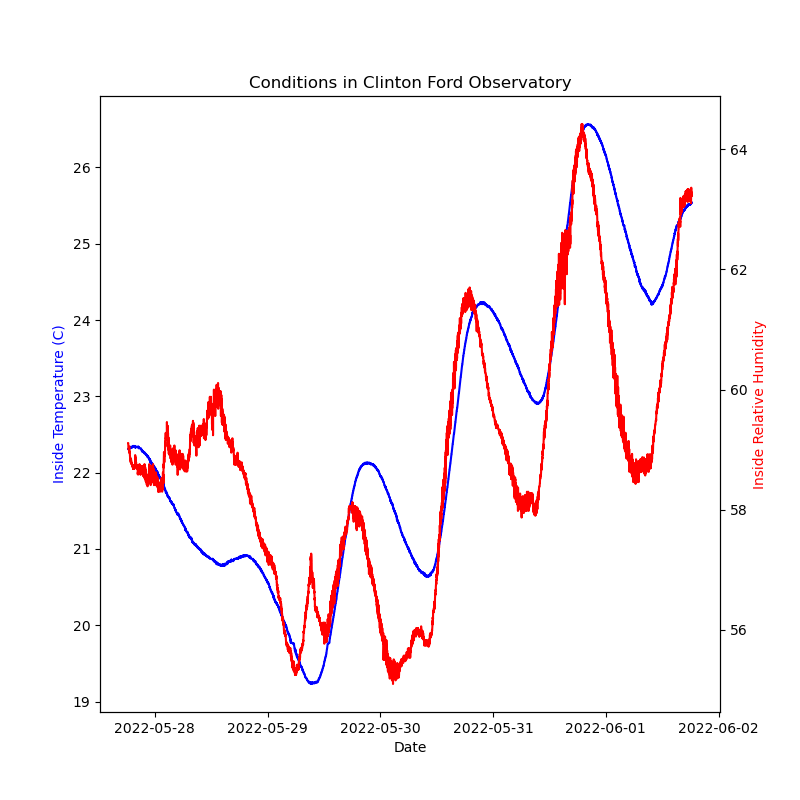 Conditions in Clinton Ford Observatory
Inside Temperature (C)
26
25
24
23
22
21
20
19
64
62
60
58
56
Inside Relative Humidity
2022-05-28 2022-05-29 2022-05-30 2022-05-31 2022-06-01 2022-06-02
Date